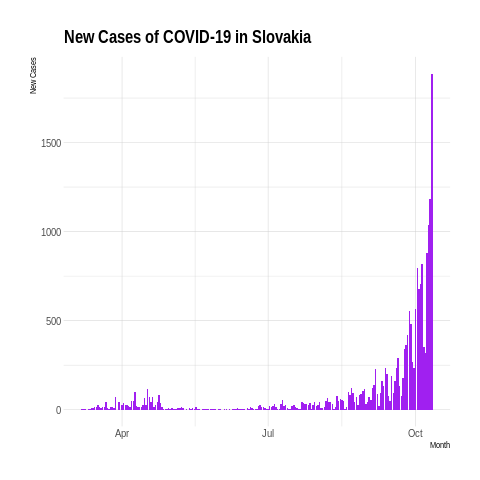 New Cases of COVID-19 in Slovakia
New Cases
1500
1000
500
0
Apr
Jul
Oct
Month